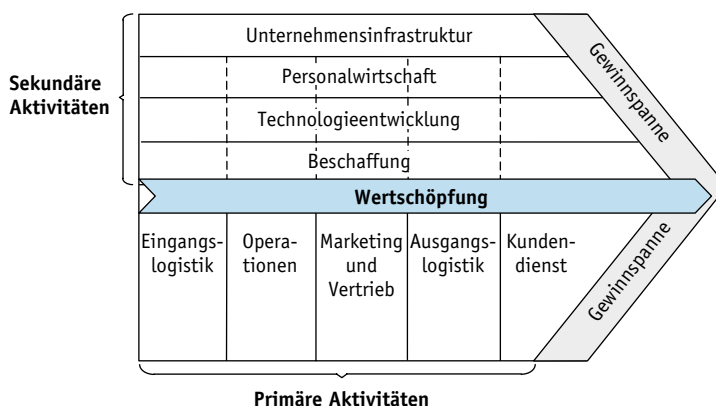 Unternehmensinfrastruktur
Sekundäre
Aktivitäten
Personalwirtschaft
Technologieentwicklung
Beschaffung
Gewinnspanne
Wertschöpfung
Eingangs-
logistik
Opera-
tionen
Marketing
und
Vertrieb
Ausgangs-
logistik
Kunden-
dienst
Gewinnspanne
Primäre Aktivitäten